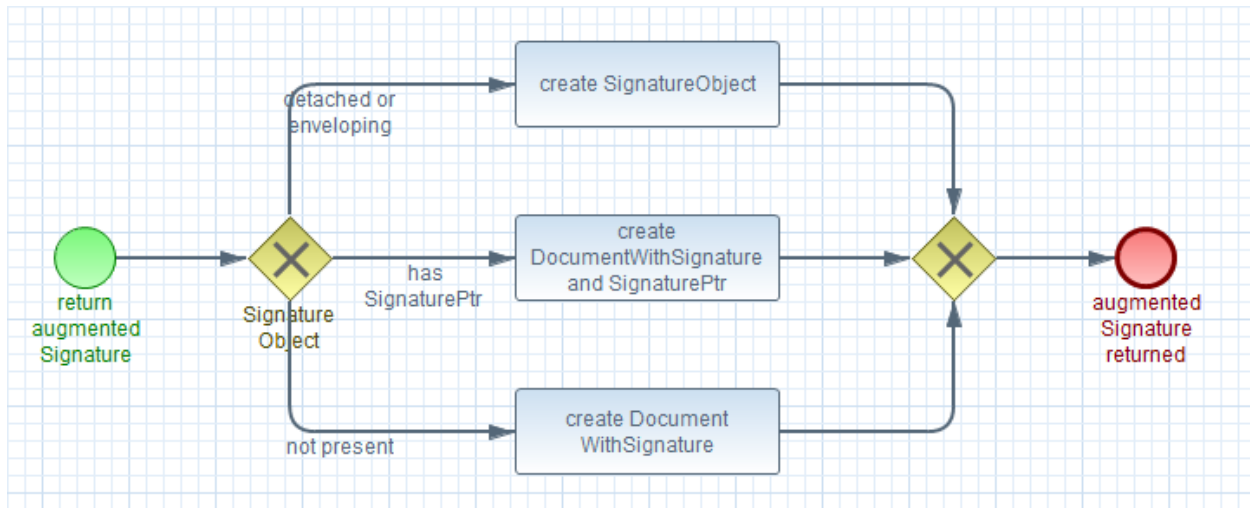 detached or
enveloping
create SignatureObject
return
augmented
Signature
Signature
Object
has
SignaturePtr
create
DocumentWithSignature
and SignaturePtr
augmented
Signature
returned
not present
create Document
WithSignature